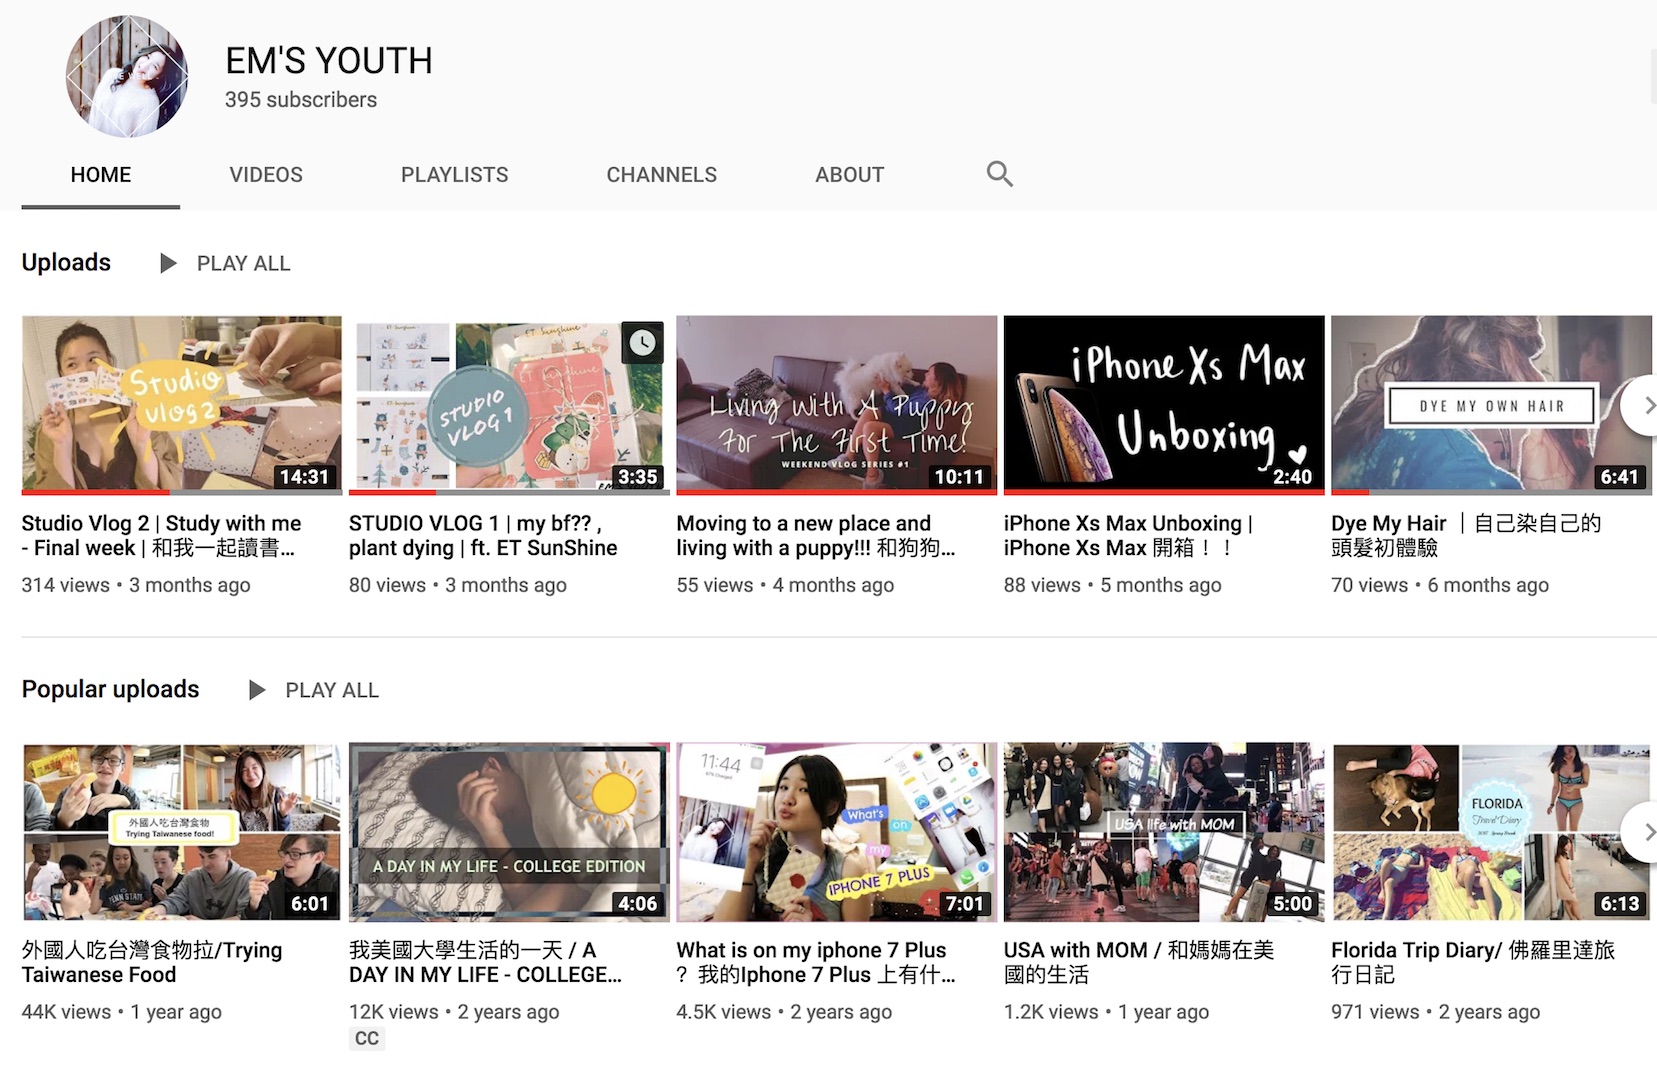 EM'S YOUTH
395 subscribers
HOME VIDEOS PLAYLISTS CHANNELS ABOUT
Uploads PLAY ALL
Studio
Vlog 2
14:31
ET Sunshine
STUDIO
VLOG 1
3:35
Living With A Puppy
For The First Time!
WEEKEND VLOG SERIES #1
10:11
iPhone Xs Max
Unboxing
2:40
DYE MY OWN HAIR
6:41
Studio Vlog 2 | Study with me
- Final week | 和我一起讀書...
314 views • 3 months ago
STUDIO VLOG 1 | my bf?? ,
plant dying | ft. ET SunShine
80 views • 3 months ago
Moving to a new place and
living with a puppy!!! 和狗狗...
55 views • 4 months ago
iPhone Xs Max Unboxing |
iPhone Xs Max 開箱！！
88 views • 5 months ago
Dye My Hair ｜自己染自己的
頭髮初體驗
70 views • 6 months ago
Popular uploads PLAY ALL
外國人吃台灣食物
Trying Taiwanese food!
PENN STATE
6:01
A DAY IN MY LIFE - COLLEGE EDITION
4:06
11:44
What's
on
my
IPHONE 7 PLUS
7:01
USA life with MOM
5:00
FLORIDA
Travel Diary
6:13
外國人吃台灣食物拉/Trying
Taiwanese Food
44K views • 1 year ago
我美國大學生活的一天 / A
DAY IN MY LIFE - COLLEGE...
12K views • 2 years ago
CC
What is on my iphone 7 Plus
？我的Iphone 7 Plus 上有什...
4.5K views • 2 years ago
USA with MOM / 和媽媽在美
國的生活
1.2K views • 1 year ago
Florida Trip Diary/ 佛羅里達旅
行日記
971 views • 2 years ago